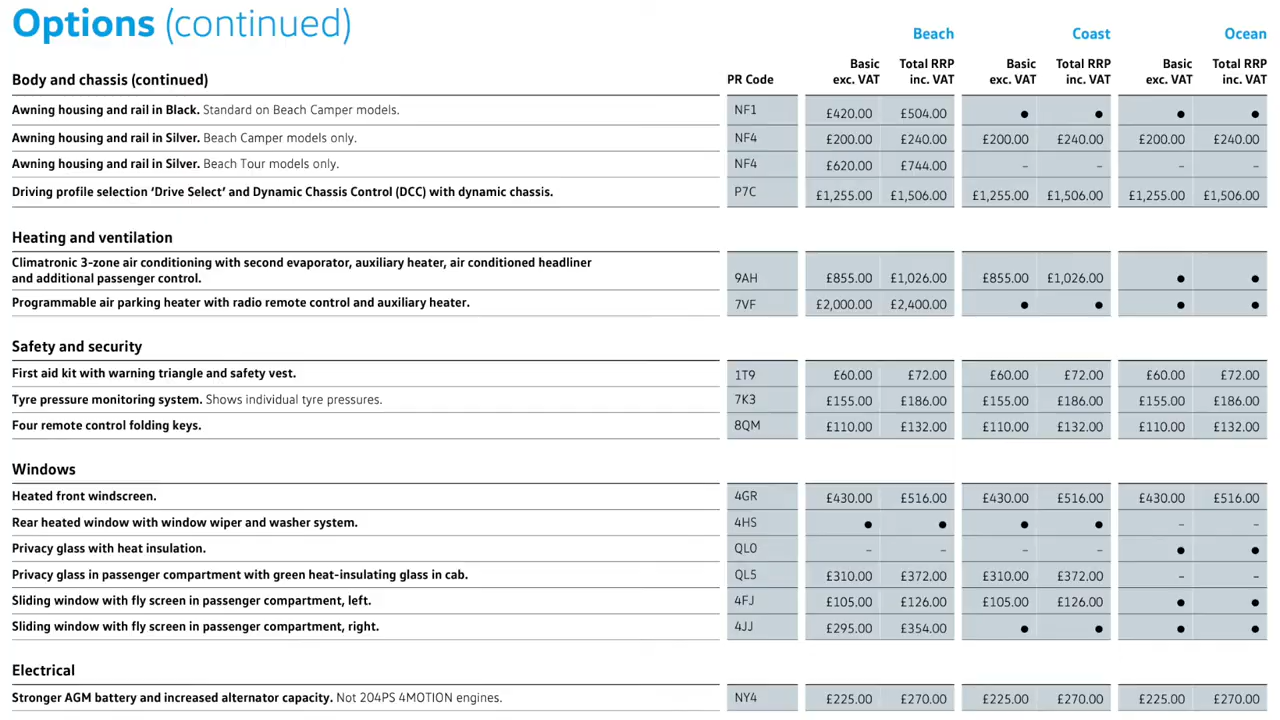 Options (continued)
Beach Coast Ocean
Basic Total RRP Basic Total RRP Basic Total RRP
Body and chassis (continued) PR Code exc. VAT inc. VAT exc. VAT inc. VAT exc. VAT inc. VAT
Awning housing and rail in Black. Standard on Beach Camper models. NF1 £420.00 £504.00 ● ● ● ●
Awning housing and rail in Silver. Beach Camper models only. NF4 £200.00 £240.00 £200.00 £240.00 £200.00 £240.00
Awning housing and rail in Silver. Beach Tour models only. NF4 £620.00 £744.00 – – – –
Driving profile selection ‘Drive Select’ and Dynamic Chassis Control (DCC) with dynamic chassis. P7C £1,255.00 £1,506.00 £1,255.00 £1,506.00 £1,255.00 £1,506.00
Heating and ventilation
Climatronic 3-zone air conditioning with second evaporator, auxiliary heater, air conditioned headliner
and additional passenger control. 9AH £855.00 £1,026.00 £855.00 £1,026.00 ● ●
Programmable air parking heater with radio remote control and auxiliary heater. 7VF £2,000.00 £2,400.00 ● ● ● ●
Safety and security
First aid kit with warning triangle and safety vest. 1T9 £60.00 £72.00 £60.00 £72.00 £60.00 £72.00
Tyre pressure monitoring system. Shows individual tyre pressures. 7K3 £155.00 £186.00 £155.00 £186.00 £155.00 £186.00
Four remote control folding keys. 8QM £110.00 £132.00 £110.00 £132.00 £110.00 £132.00
Windows
Heated front windscreen. 4GR £430.00 £516.00 £430.00 £516.00 £430.00 £516.00
Rear heated window with window wiper and washer system. 4HS ● ● ● ● – –
Privacy glass with heat insulation. QL0 – – – – ● ●
Privacy glass in passenger compartment with green heat-insulating glass in cab. QL5 £310.00 £372.00 £310.00 £372.00 – –
Sliding window with fly screen in passenger compartment, left. 4FJ £105.00 £126.00 £105.00 £126.00 ● ●
Sliding window with fly screen in passenger compartment, right. 4JJ £295.00 £354.00 ● ● ● ●
Electrical
Stronger AGM battery and increased alternator capacity. Not 204PS 4MOTION engines. NY4 £225.00 £270.00 £225.00 £270.00 £225.00 £270.00